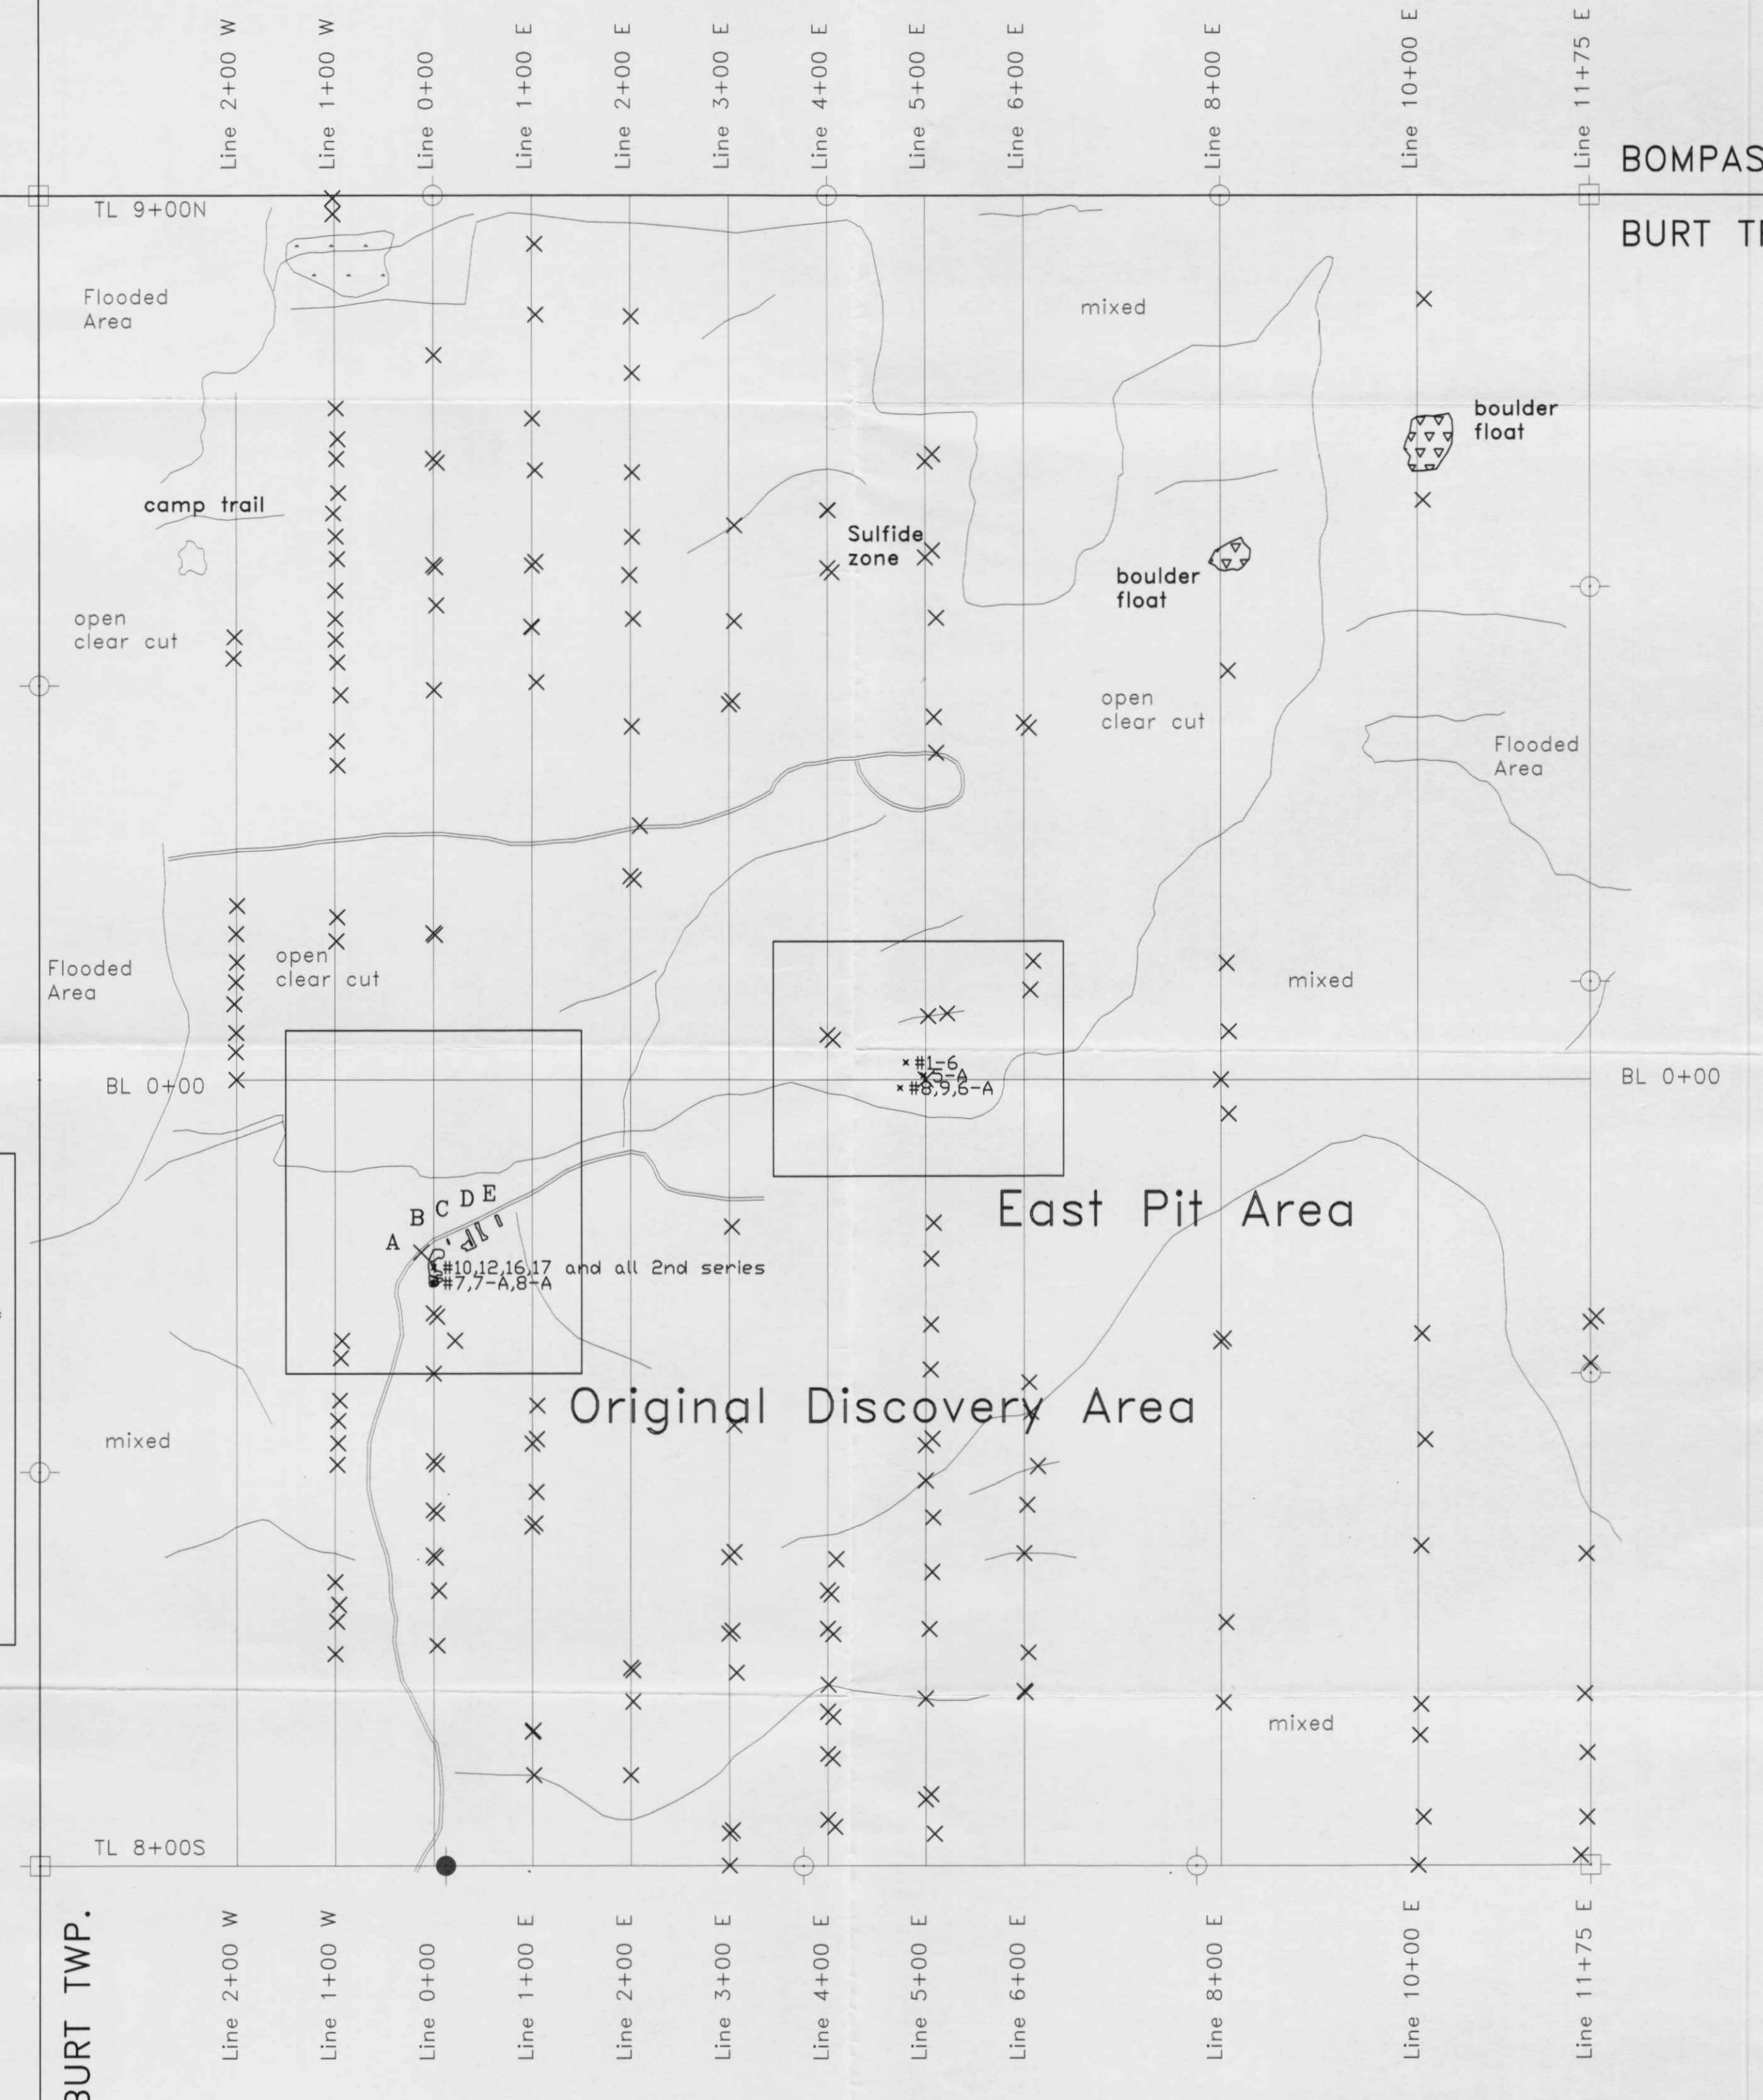 Line 2+00 W
Line 1+00 W
Line 0+00
Line 1+00 E
Line 2+00 E
Line 3+00 E
Line 4+00 E
Line 5+00 E
Line 6+00 E
Line 8+00 E
Line 10+00 E
Line 11+75 E
BOMPAS
TL 9+00N
BURT
Flooded
Area
mixed
boulder
float
camp trail
Sulfide
zone
boulder
float
open
clear cut
open
clear cut
Flooded
Area
Flooded
Area
open
clear cut
mixed
#1-6
5-A
#8,9,6-A
BL 0+00
BL 0+00
East Pit Area
A
B
C
D
E
#10,12,16,17 and all 2nd series
#7,7-A,8-A
Original Discovery Area
mixed
mixed
TL 8+00S
BURT TWP.
Line 2+00 W
Line 1+00 W
Line 0+00
Line 1+00 E
Line 2+00 E
Line 3+00 E
Line 4+00 E
Line 5+00 E
Line 6+00 E
Line 8+00 E
Line 10+00 E
Line 11+75 E